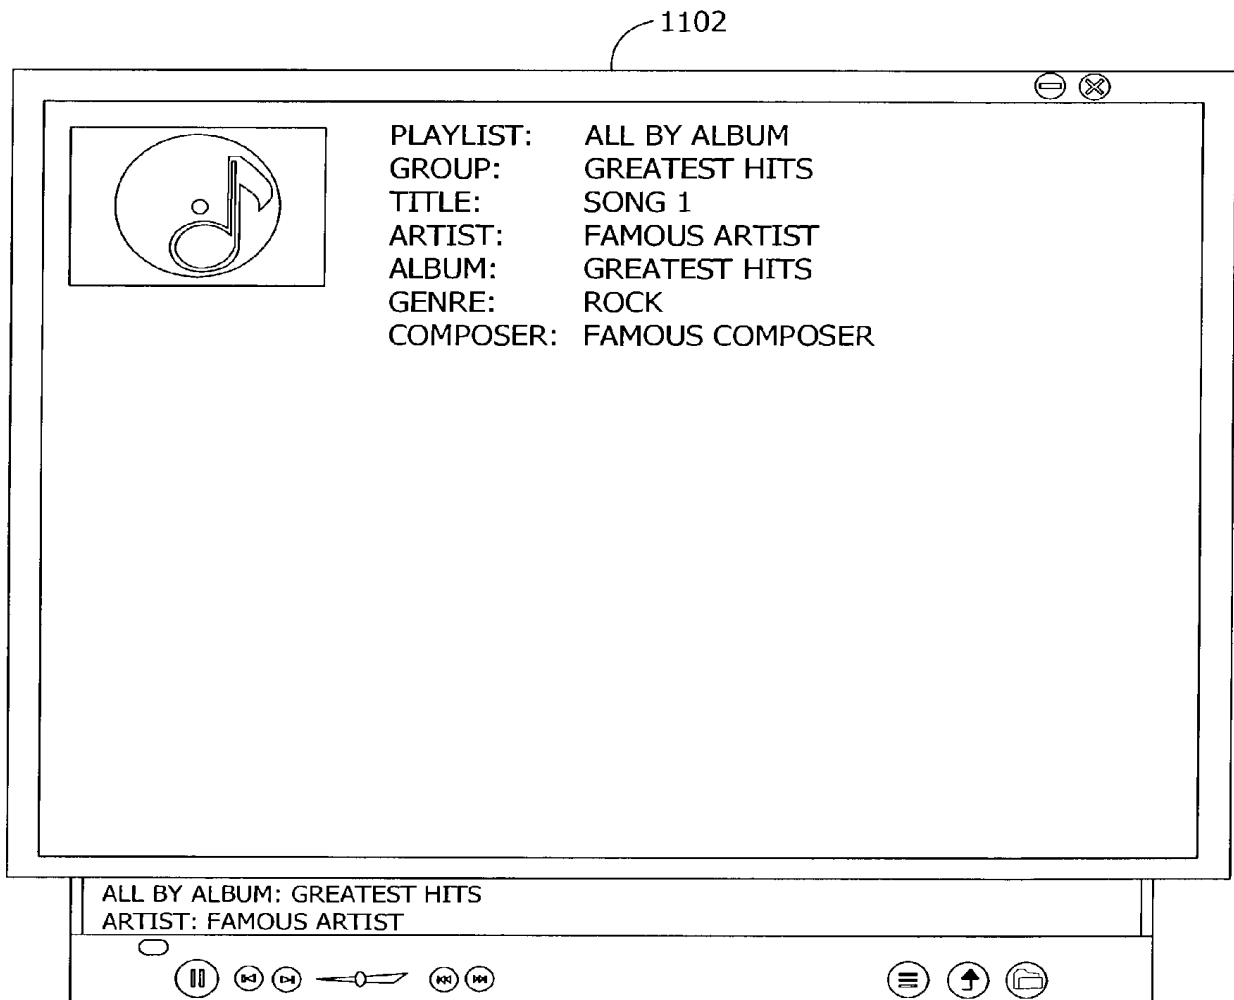 1102
PLAYLIST: ALL BY ALBUM
GROUP: GREATEST HITS
TITLE: SONG 1
ARTIST: FAMOUS ARTIST
ALBUM: GREATEST HITS
GENRE: ROCK
COMPOSER: FAMOUS COMPOSER
ALL BY ALBUM: GREATEST HITS
ARTIST: FAMOUS ARTIST